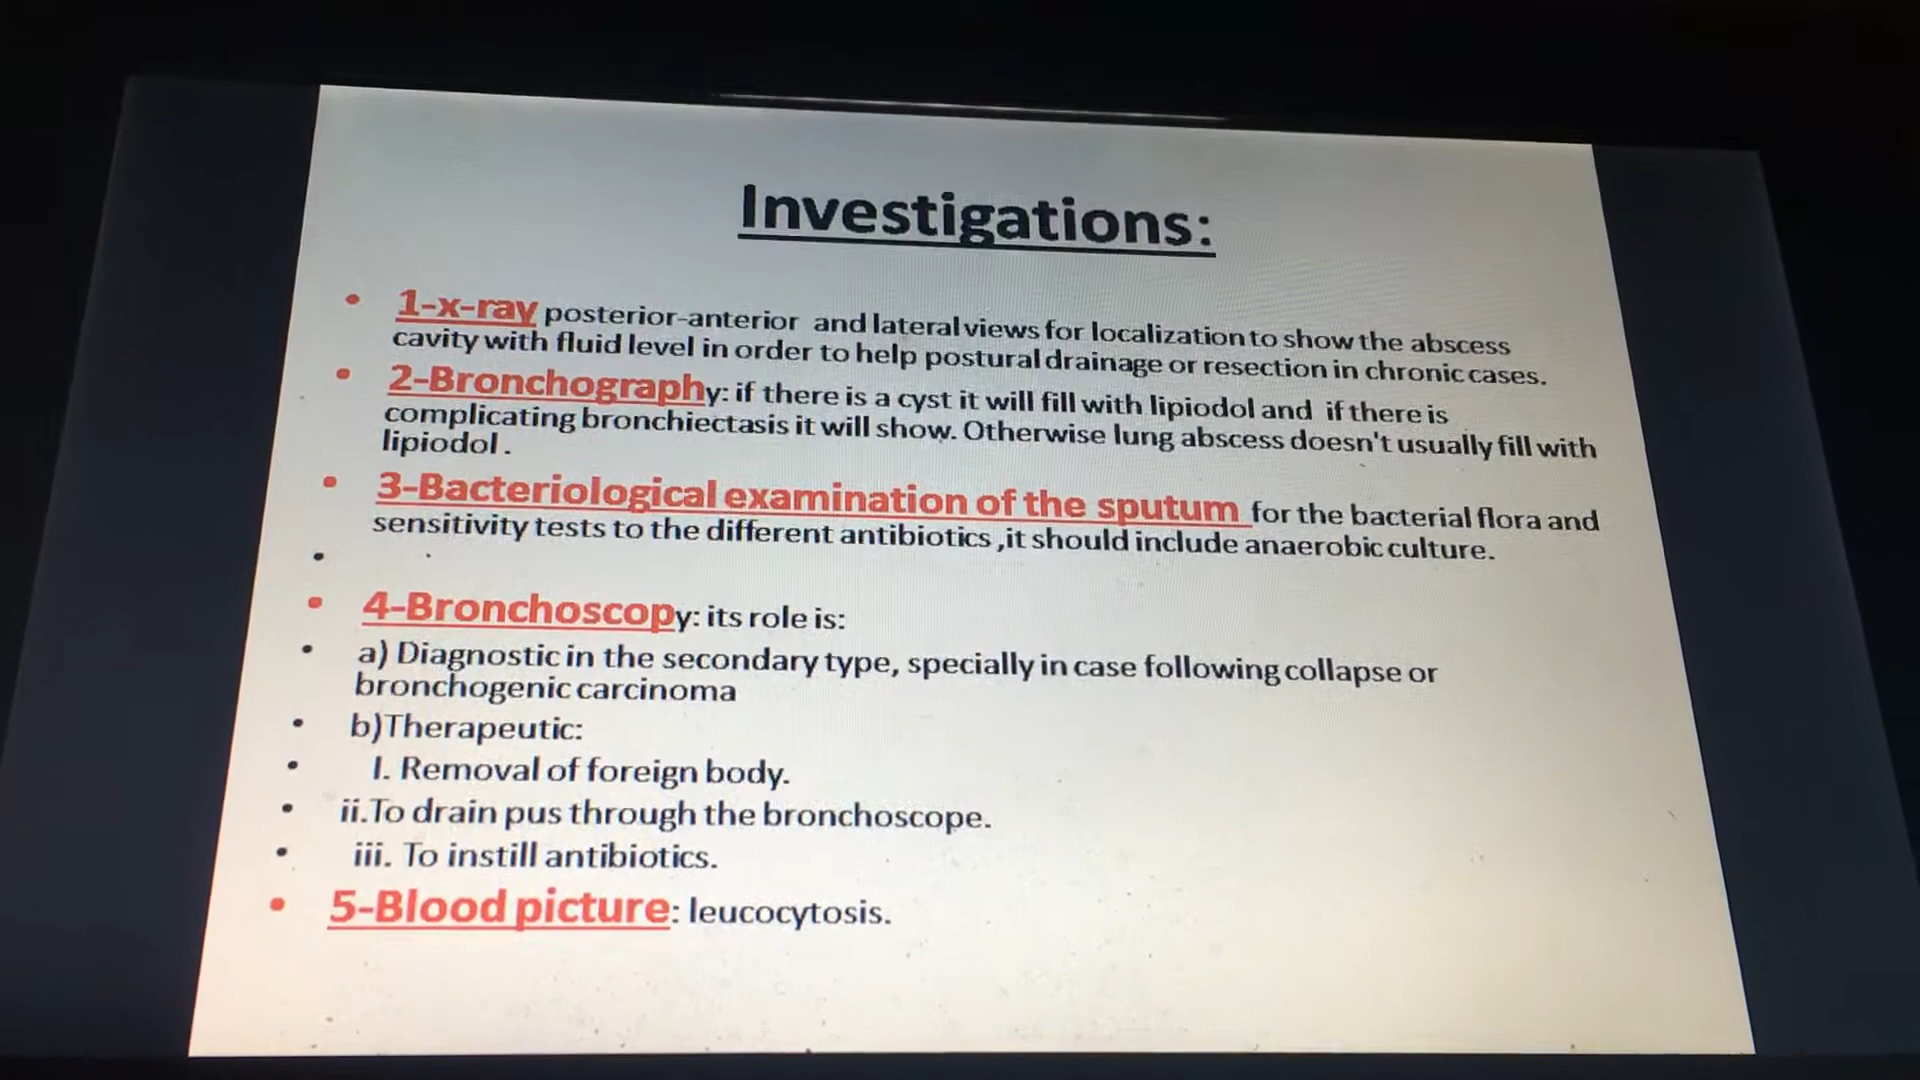 Investigations:
• 1-x-ray posterior-anterior and lateral views for localization to show the abscess
cavity with fluid level in order to help postural drainage or resection in chronic cases.
• 2-Bronchography: if there is a cyst it will fill with lipiodol and if there is
complicating bronchiectasis it will show. Otherwise lung abscess doesn't usually fill with
lipiodol.
• 3-Bacteriological examination of the sputum for the bacterial flora and
sensitivity tests to the different antibiotics ,it should include anaerobic culture.
• .
• 4-Bronchoscopy: its role is:
• a) Diagnostic in the secondary type, specially in case following collapse or
bronchogenic carcinoma
• b)Therapeutic:
• I. Removal of foreign body.
• ii.To drain pus through the bronchoscope.
• iii. To instill antibiotics.
• 5-Blood picture: leucocytosis.